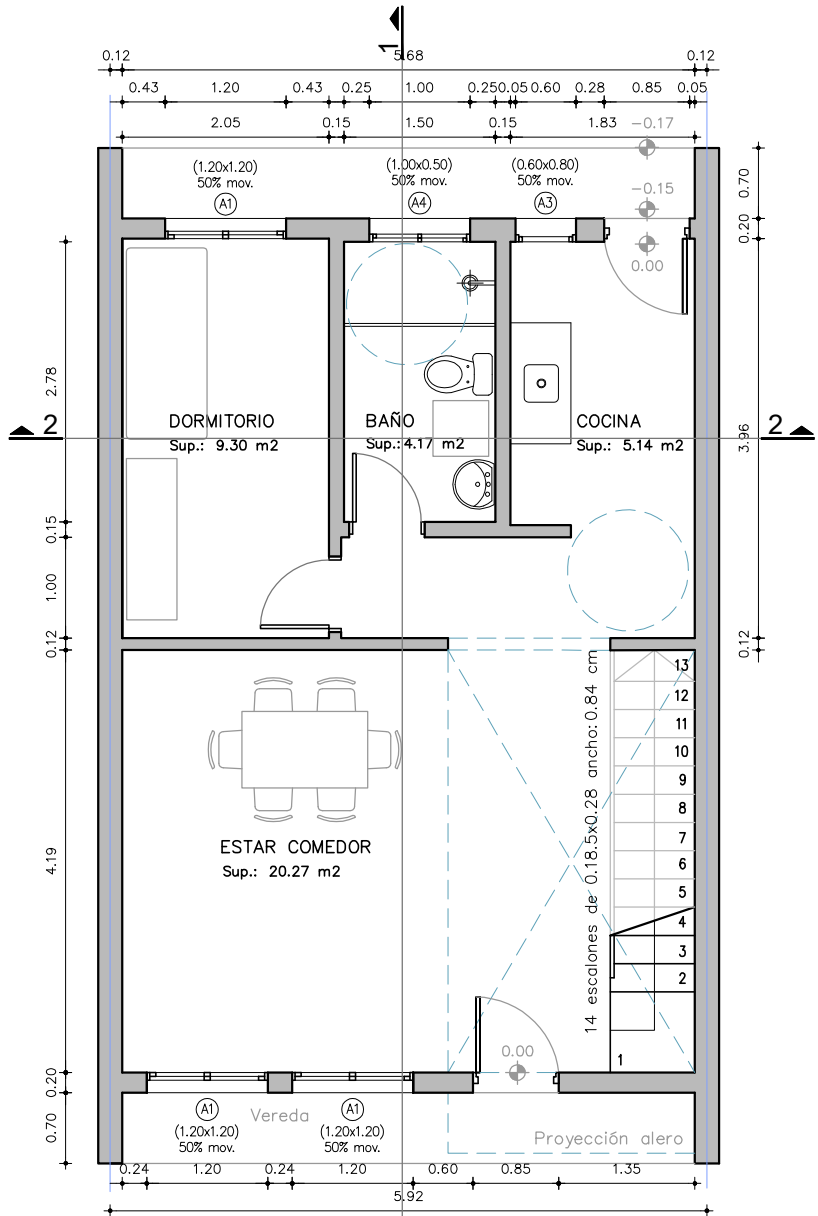 1
0.12 5.68 0.12
0.43 1.20 0.43 0.25 1.00 0.25 0.05 0.60 0.28 0.85 0.05
2.05 0.15 1.50 0.15 1.83
-0.17
(1.20x1.20)
50% mov.
A1
(1.00x0.50)
50% mov.
A4
(0.60x0.80)
50% mov.
A3
-0.15
0.00
0.70
0.20
2.78
3.96
2
2
DORMITORIO
Sup.: 9.30 m2
BAÑO
Sup.: 4.17 m2
COCINA
Sup.: 5.14 m2
0.15
1.00
0.12
0.12
14 escalones de 0.18.5x0.28 ancho: 0.84 cm
13
12
11
10
9
8
7
6
5
4
3
2
1
4.19
ESTAR COMEDOR
Sup.: 20.27 m2
0.00
0.20
0.70
A1
(1.20x1.20)
50% mov.
Vereda
A1
(1.20x1.20)
50% mov.
Proyección alero
0.24 1.20 0.24 1.20 0.60 0.85 1.35
5.92